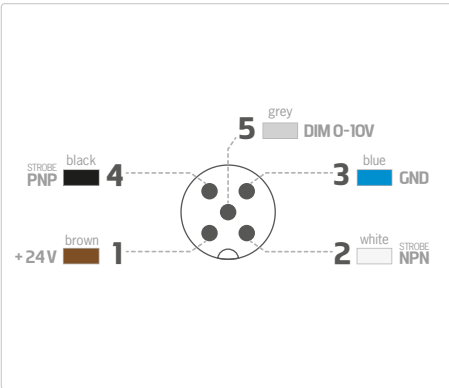 grey
5 DIM 0-10V
STROBE
PNP
black
4
3
blue
GND
+24V
brown
1
2
white
STROBE
NPN